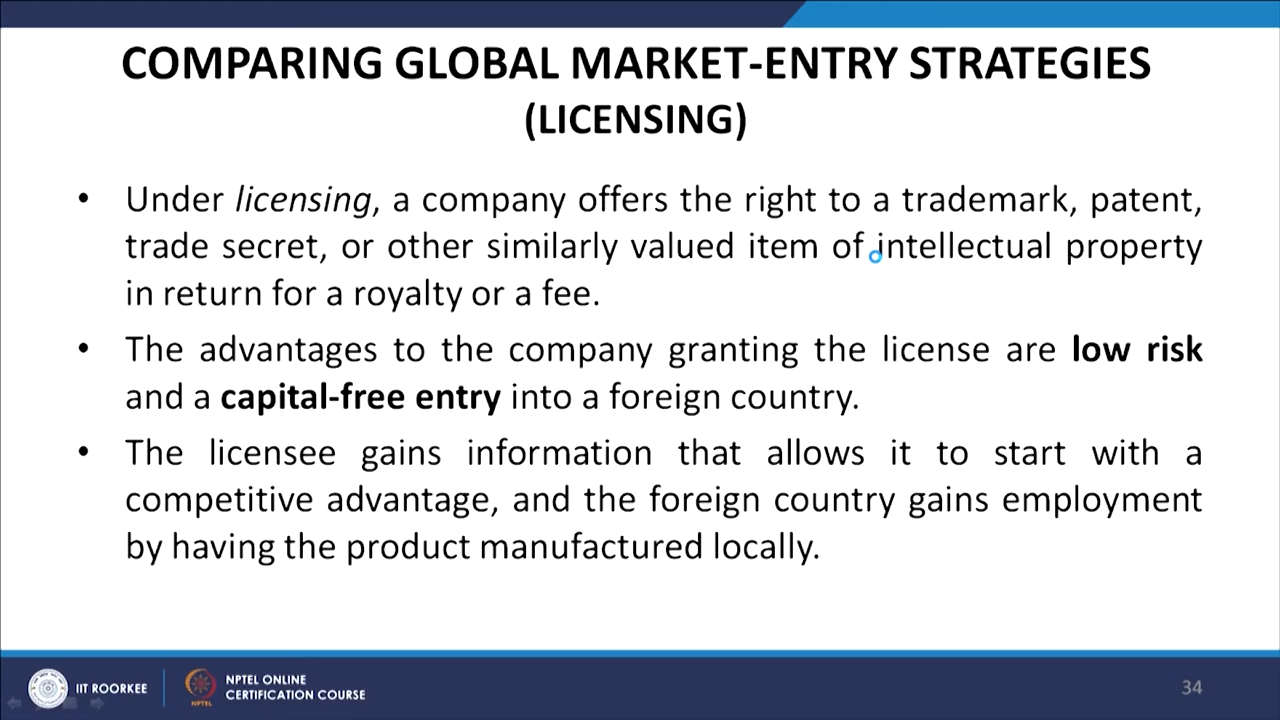 COMPARING GLOBAL MARKET-ENTRY STRATEGIES
(LICENSING)
• Under licensing, a company offers the right to a trademark, patent,
trade secret, or other similarly valued item of intellectual property
in return for a royalty or a fee.
• The advantages to the company granting the license are low risk
and a capital-free entry into a foreign country.
• The licensee gains information that allows it to start with a
competitive advantage, and the foreign country gains employment
by having the product manufactured locally.
IIT ROORKEE
NPTEL
NPTEL ONLINE
CERTIFICATION COURSE
34